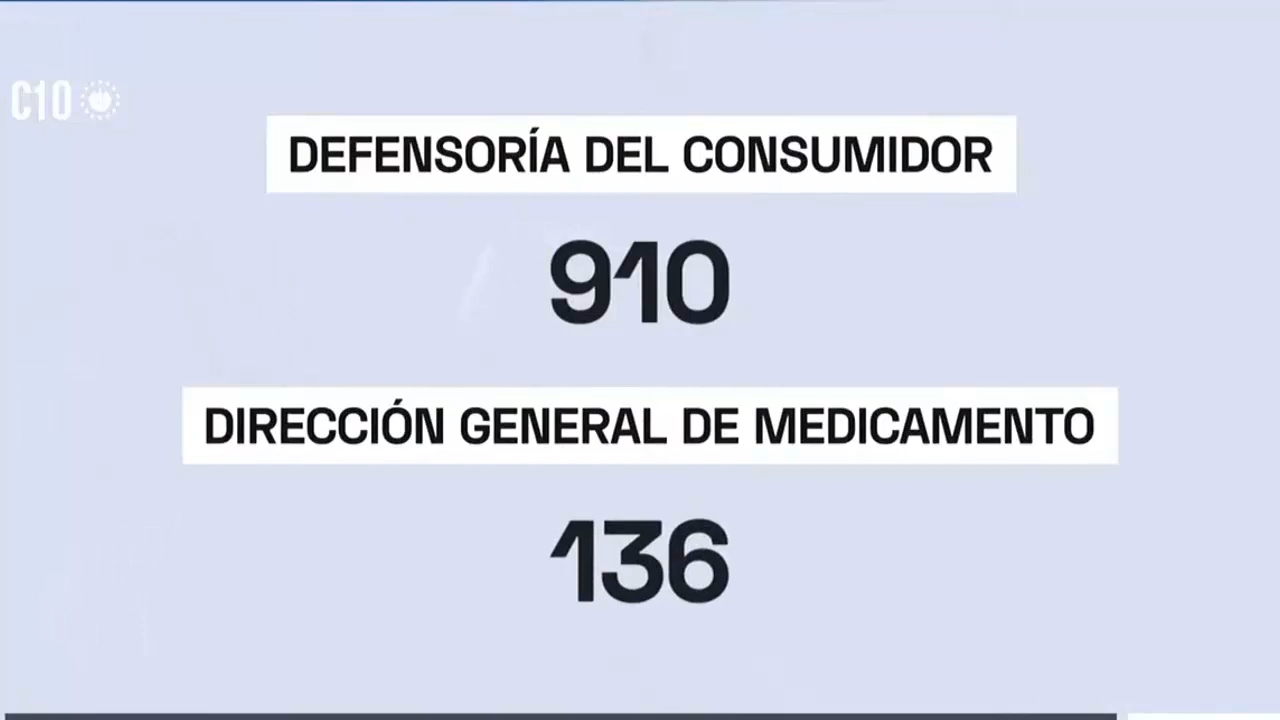 C10
DEFENSORÍA DEL CONSUMIDOR
910
DIRECCIÓN GENERAL DE MEDICAMENTO
136